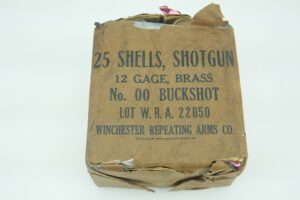 25 SHELLS, SHOTGUN
12 GAGE, BRASS
No. 00 BUCKSHOT
LOT W. R. A. 22050
WINCHESTER REPEATING ARMS CO.